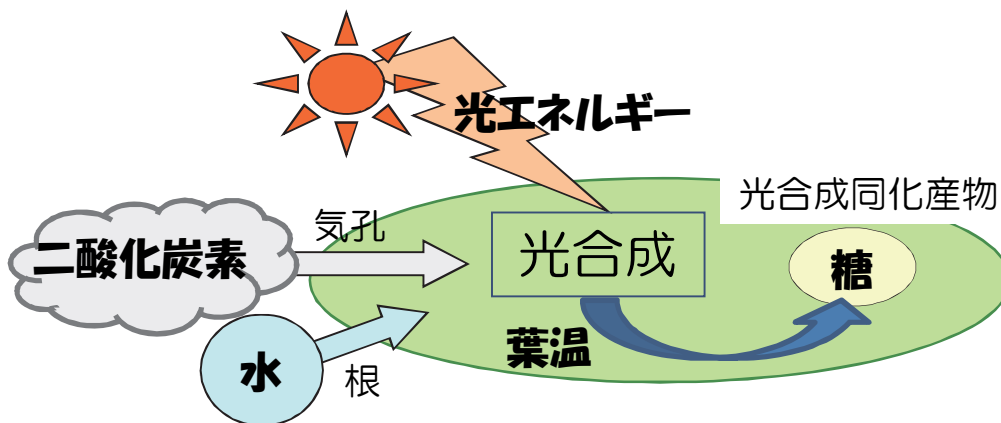 光エネルギー
光合成同化産物
気孔
二酸化炭素
光合成
糖
葉温
水
根